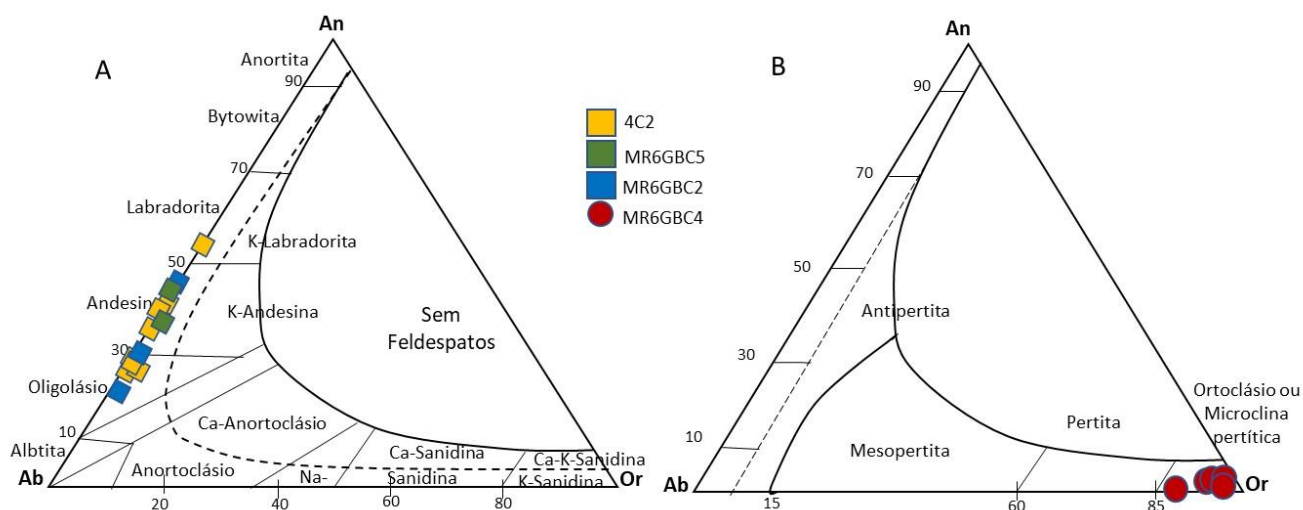 A
An
Anortita
90
Bytowita
70
Labradorita
K-Labradorita
50
Andesin
K-Andesina
Sem
Feldespatos
30
Oligolásio
10
Albtita
Ca-Anortoclásio
Anortoclásio
Ca-Sanidina
Na-
Sanidina
Ca-K-Sanidina
K-Sanidina
Ab
Or
20
40
60
80
4C2
MR6GBC5
MR6GBC2
MR6GBC4
B
An
90
70
50
Antipertita
30
10
Mesopertita
Pertita
Ortoclásio ou
Microclina
pertítica
Ab
Or
15
60
85